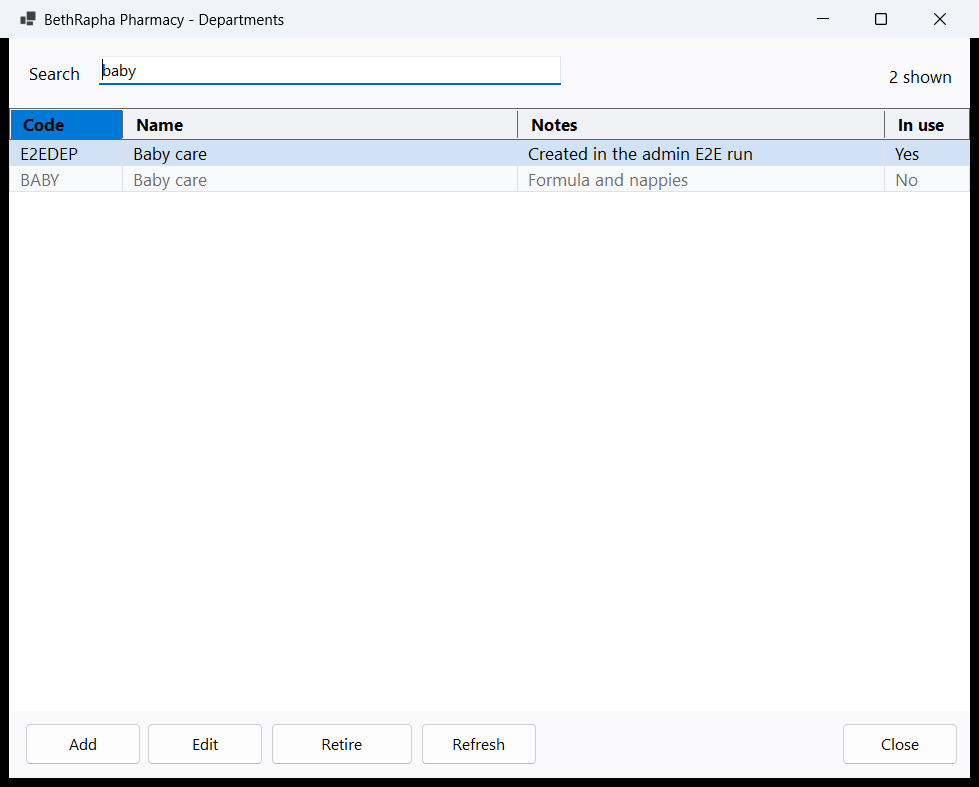 BethRapha Pharmacy - Departments
Search baby 2 shown
Code Name Notes In use
E2EDEP Baby care Created in the admin E2E run Yes
BABY Baby care Formula and nappies No
Add Edit Retire Refresh Close